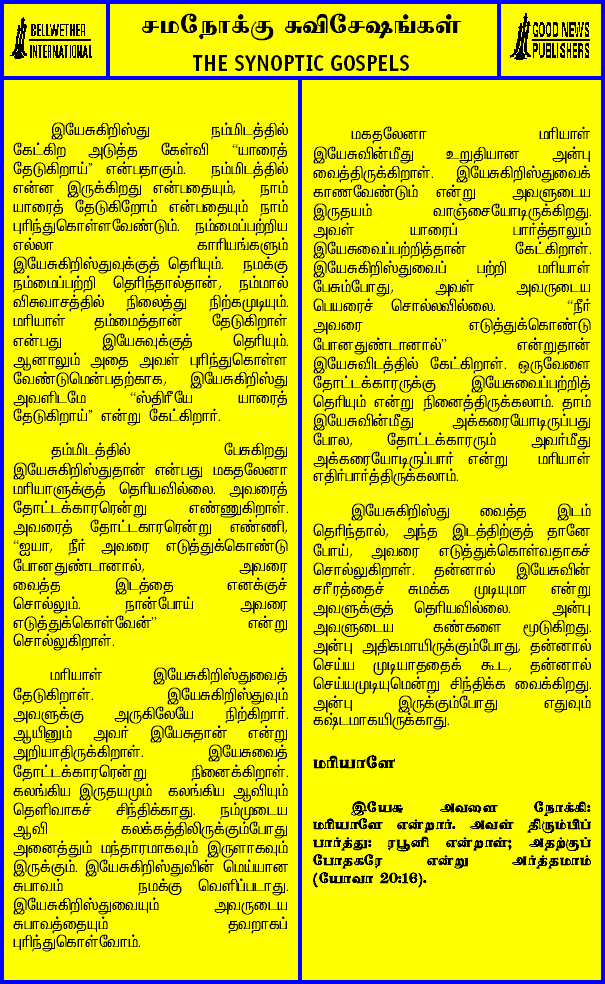 BELLWETHER
INTERNATIONAL
சமநோக்கு சுவிசேஷங்கள்
THE SYNOPTIC GOSPELS
GOOD NEWS
PUBLISHERS
இயேசுகிறிஸ்து நம்மிடத்தில்
கேட்கிற அடுத்த கேள்வி “யாரைத்
தேடுகிறாய்” என்பதாகும். நம்மிடத்தில்
என்ன இருக்கிறது என்பதையும், நாம்
யாரைத் தேடுகிறோம் என்பதையும் நாம்
புரிந்துகொள்ளவேண்டும். நம்மைப்பற்றிய
எல்லா காரியங்களும்
இயேசுகிறிஸ்துவுக்குத் தெரியும். நமக்கு
நம்மைப்பற்றி தெரிந்தால்தான், நம்மால்
விசுவாசத்தில் நிலைத்து நிற்கமுடியும்.
மரியாள் தம்மைத்தான் தேடுகிறாள்
என்பது இயேசுவுக்குத் தெரியும்.
ஆனாலும் அதை அவள் புரிந்துகொள்ள
வேண்டுமென்பதற்காக, இயேசுகிறிஸ்து
அவளிடமே “ஸ்திரீயே யாரைத்
தேடுகிறாய்” என்று கேட்கிறார்.
தம்மிடத்தில் பேசுகிறது
இயேசுகிறிஸ்துதான் என்பது மகதலேனா
மரியாளுக்குத் தெரியவில்லை. அவரைத்
தோட்டக்காரரென்று எண்ணுகிறாள்.
அவரைத் தோட்டகாரரென்று எண்ணி,
“ஐயா, நீர் அவரை எடுத்துக்கொண்டு
போனதுண்டானால், அவரை
வைத்த இடத்தை எனக்குச்
சொல்லும். நான்போய் அவரை
எடுத்துக்கொள்வேன்” என்று
சொல்லுகிறாள்.
மரியாள் இயேசுகிறிஸ்துவைத்
தேடுகிறாள். இயேசுகிறிஸ்துவும்
அவளுக்கு அருகிலேயே நிற்கிறார்.
ஆயினும் அவர் இயேசுதான் என்று
அறியாதிருக்கிறாள். இயேசுவைத்
தோட்டக்காரரென்று நினைக்கிறாள்.
கலங்கிய இருதயமும் கலங்கிய ஆவியும்
தெளிவாகச் சிந்திக்காது. நம்முடைய
ஆவி கலக்கத்திலிருக்கும்போது
அனைத்தும் மந்தாரமாகவும் இருளாகவும்
இருக்கும். இயேசுகிறிஸ்துவின் மெய்யான
சுபாவம் நமக்கு வெளிப்படாது.
இயேசுகிறிஸ்துவையும் அவருடைய
சுபாவத்தையும் தவறாகப்
புரிந்துகொள்வோம்.
மகதலேனா மரியாள்
இயேசுவின்மீது உறுதியான அன்பு
வைத்திருக்கிறாள். இயேசுகிறிஸ்துவைக்
காணவேண்டும் என்று அவளுடைய
இருதயம் வாஞ்சையோடிருக்கிறது.
அவள் யாரைப் பார்த்தாலும்
இயேசுவைப்பற்றித்தான் கேட்கிறாள்.
இயேசுகிறிஸ்துவைப் பற்றி மரியாள்
பேசும்போது, அவள் அவருடைய
பெயரைச் சொல்லவில்லை. “நீர்
அவரை எடுத்துக்கொண்டு
போனதுண்டானால்” என்றுதான்
இயேசுவிடத்தில் கேட்கிறாள். ஒருவேளை
தோட்டக்காரருக்கு இயேசுவைப்பற்றித்
தெரியும் என்று நினைத்திருக்கலாம். தாம்
இயேசுவின்மீது அக்கரையோடிருப்பது
போல, தோட்டக்காரரும் அவர்மீது
அக்கரையோடிருப்பார் என்று மரியாள்
எதிர்பார்த்திருக்கலாம்.
இயேசுகிறிஸ்து வைத்த இடம்
தெரிந்தால், அந்த இடத்திற்குத் தானே
போய், அவரை எடுத்துக்கொள்வதாகச்
சொல்லுகிறாள். தன்னால் இயேசுவின்
சரீரத்தைச் சுமக்க முடியுமா என்று
அவளுக்குத் தெரியவில்லை. அன்பு
அவளுடைய கண்களை மூடுகிறது.
அன்பு அதிகமாயிருக்கும்போது, தன்னால்
செய்ய முடியாததைக் கூட, தன்னால்
செய்யமுடியுமென்று சிந்திக்க வைக்கிறது.
அன்பு இருக்கும்போது எதுவும்
கஷ்டமாகயிருக்காது.
மரியாளே
இயேசு அவளை நோக்கி:
மரியாளே என்றார். அவள் திரும்பிப்
பார்த்து: ரபூனி என்றாள்; அதற்குப்
போதகரே என்று அர்த்தமாம்
(யோவா 20:16).